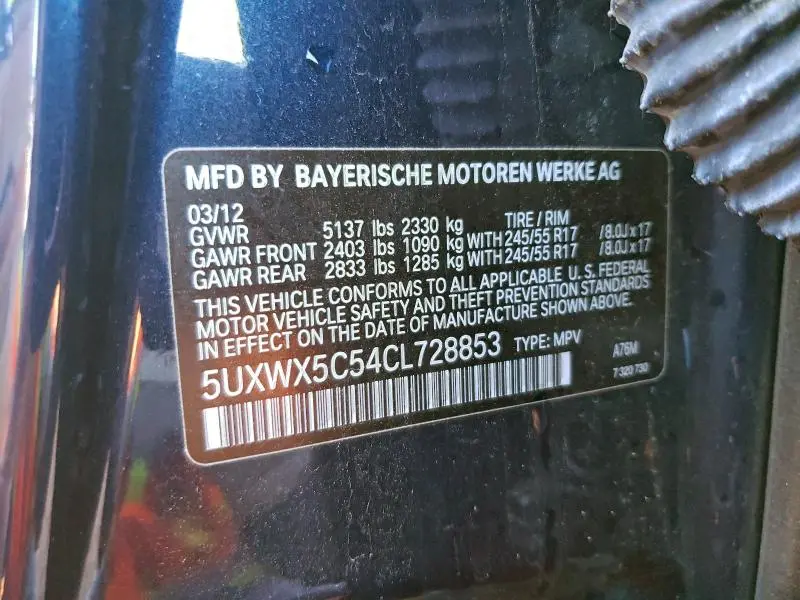 MFD BY BAYERISCHE MOTOREN WERKE AG
03/12 TIRE / RIM
GVWR 5137 lbs 2330 kg
GAWR FRONT 2403 lbs 1090 kg WITH 245/55 R17 /8.0J x 17
GAWR REAR 2833 lbs 1285 kg WITH 245/55 R17 /8.0J x 17
THIS VEHICLE CONFORMS TO ALL APPLICABLE U.S. FEDERAL
MOTOR VEHICLE SAFETY AND THEFT PREVENTION STANDARDS
IN EFFECT ON THE DATE OF MANUFACTURE SHOWN ABOVE.
5UXWX5C54CL728853 TYPE: MPV
A76M
7 320 730